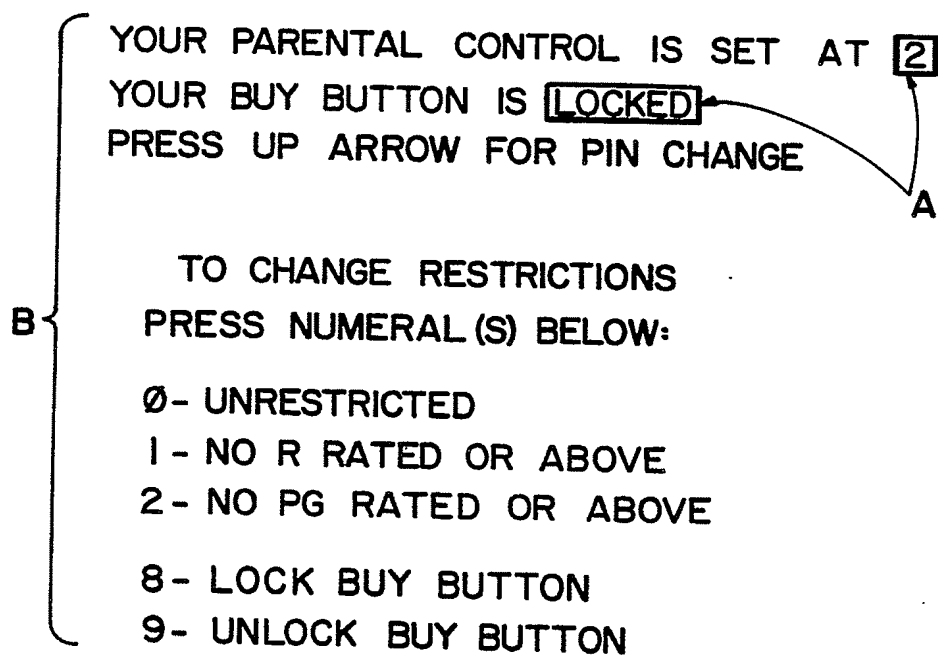 YOUR PARENTAL CONTROL IS SET AT 2
YOUR BUY BUTTON IS LOCKED
PRESS UP ARROW FOR PIN CHANGE
A
TO CHANGE RESTRICTIONS
B
PRESS NUMERAL(S) BELOW:
Ø- UNRESTRICTED
1- NO R RATED OR ABOVE
2- NO PG RATED OR ABOVE
8- LOCK BUY BUTTON
9- UNLOCK BUY BUTTON